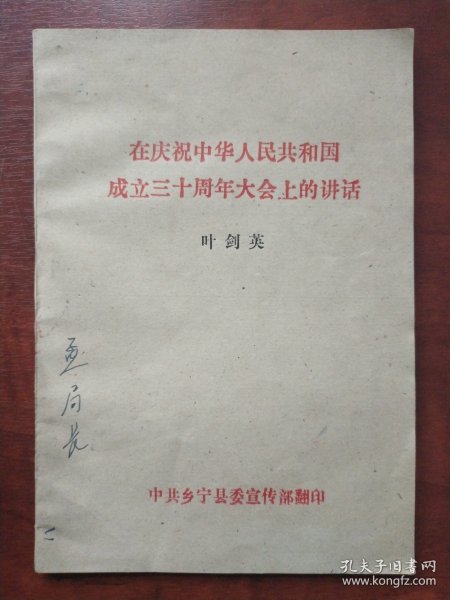 在庆祝中华人民共和国
成立三十周年大会上的讲话
叶剑英
局长
中共乡宁县委宣传部翻印
孔夫子旧书网
www.kongfz.com